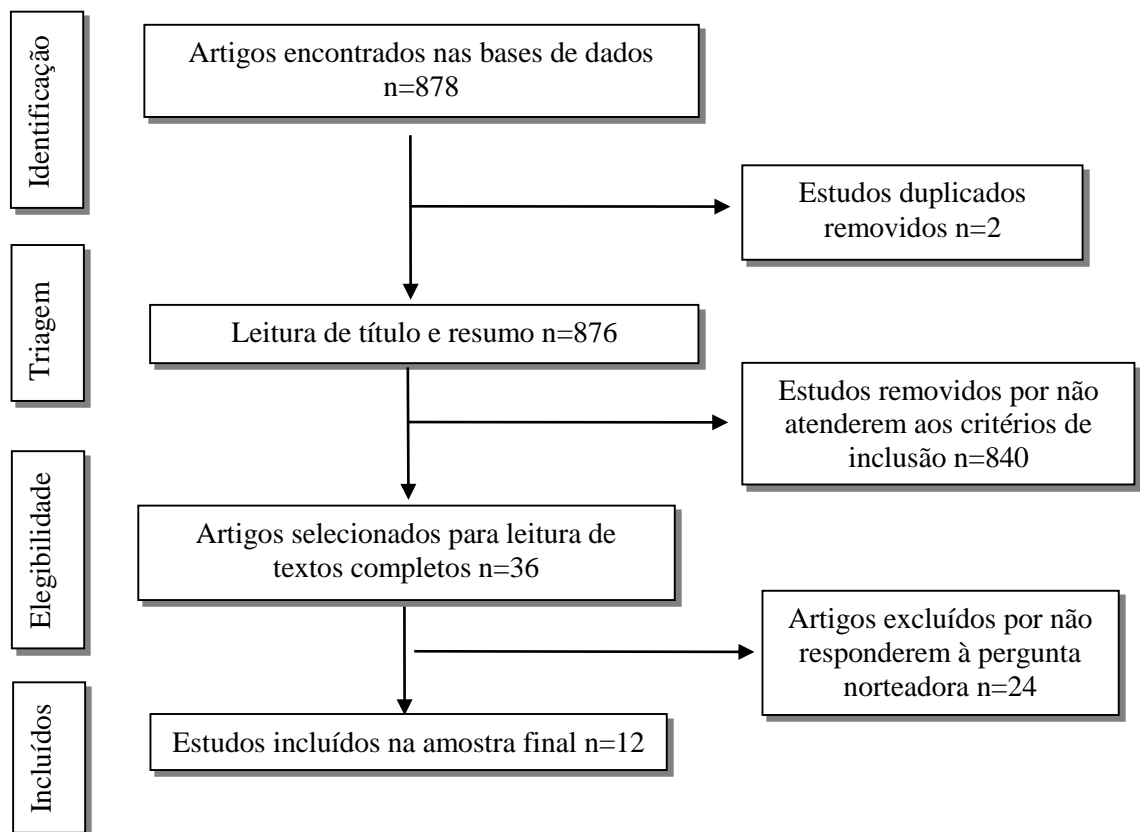 Identificação
Artigos encontrados nas bases de dados
n=878
Estudos duplicados
removidos n=2
Triagem
Leitura de título e resumo n=876
Estudos removidos por não
atenderem aos critérios de
inclusão n=840
Elegibilidade
Artigos selecionados para leitura de
textos completos n=36
Artigos excluídos por não
responderem à pergunta
norteadora n=24
Incluídos
Estudos incluídos na amostra final n=12